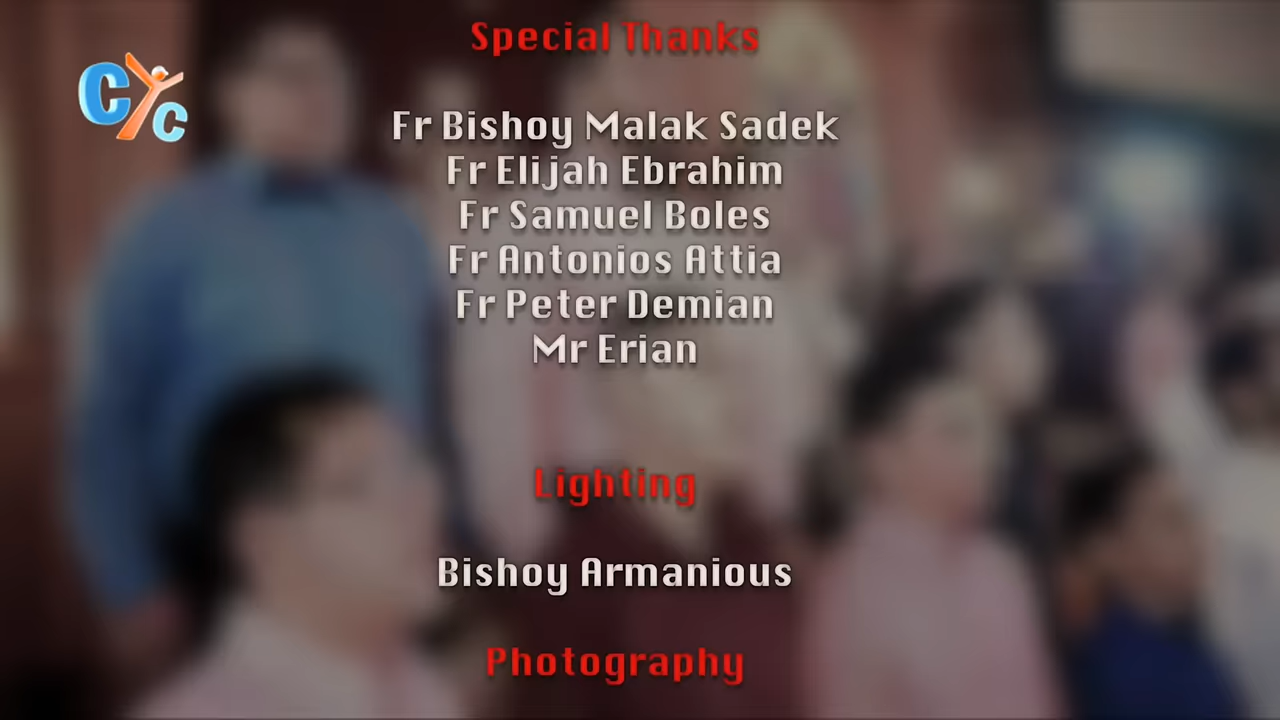 Special Thanks
CYC
Fr Bishoy Malak Sadek
Fr Elijah Ebrahim
Fr Samuel Boles
Fr Antonios Attia
Fr Peter Demian
Mr Erian
Lighting
Bishoy Armanious
Photography